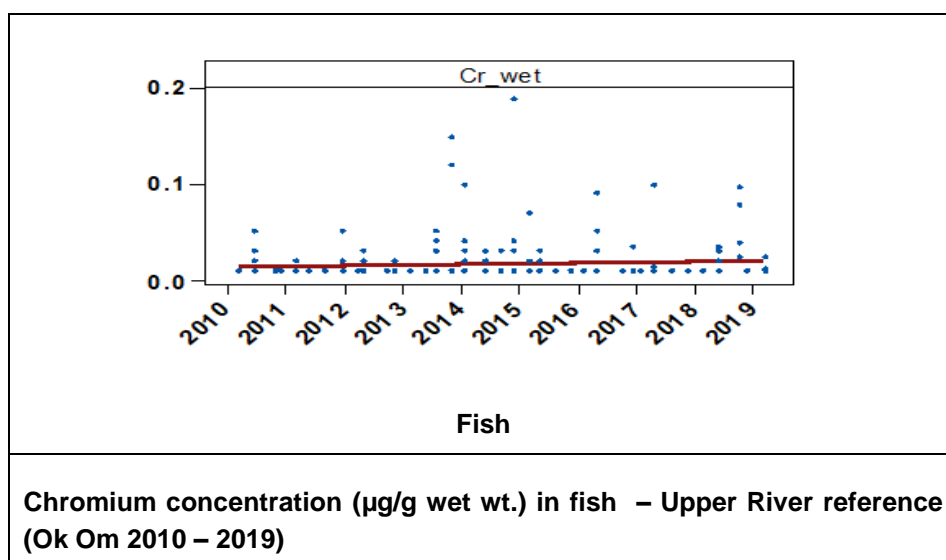 Cr_wet
0.2
0.1
0.0
2010 2011 2012 2013 2014 2015 2016 2017 2018 2019
Fish
Chromium concentration (µg/g wet wt.) in fish – Upper River reference
(Ok Om 2010 – 2019)